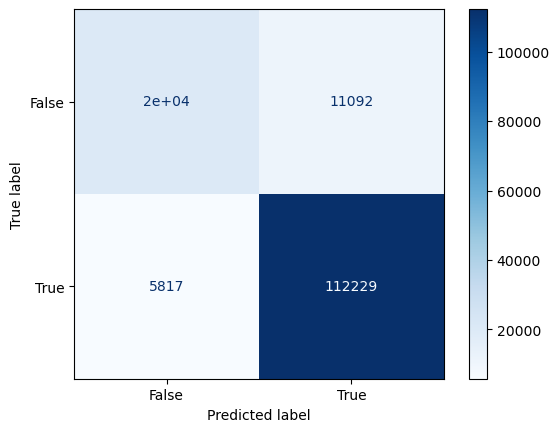 100000
False
2e+04
11092
80000
True label
60000
True
5817
112229
40000
20000
False
True
Predicted label